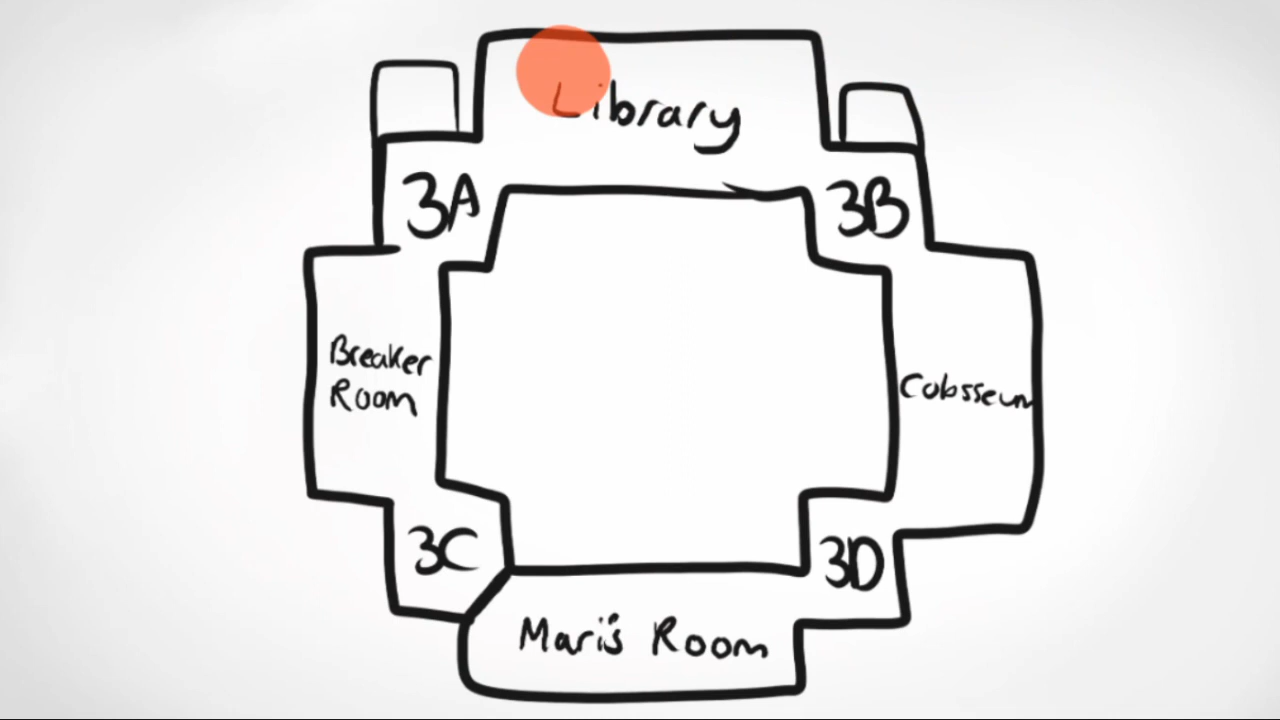 Library
3A
3B
Breaker
Room
Colosseum
3C
3D
Mari's Room